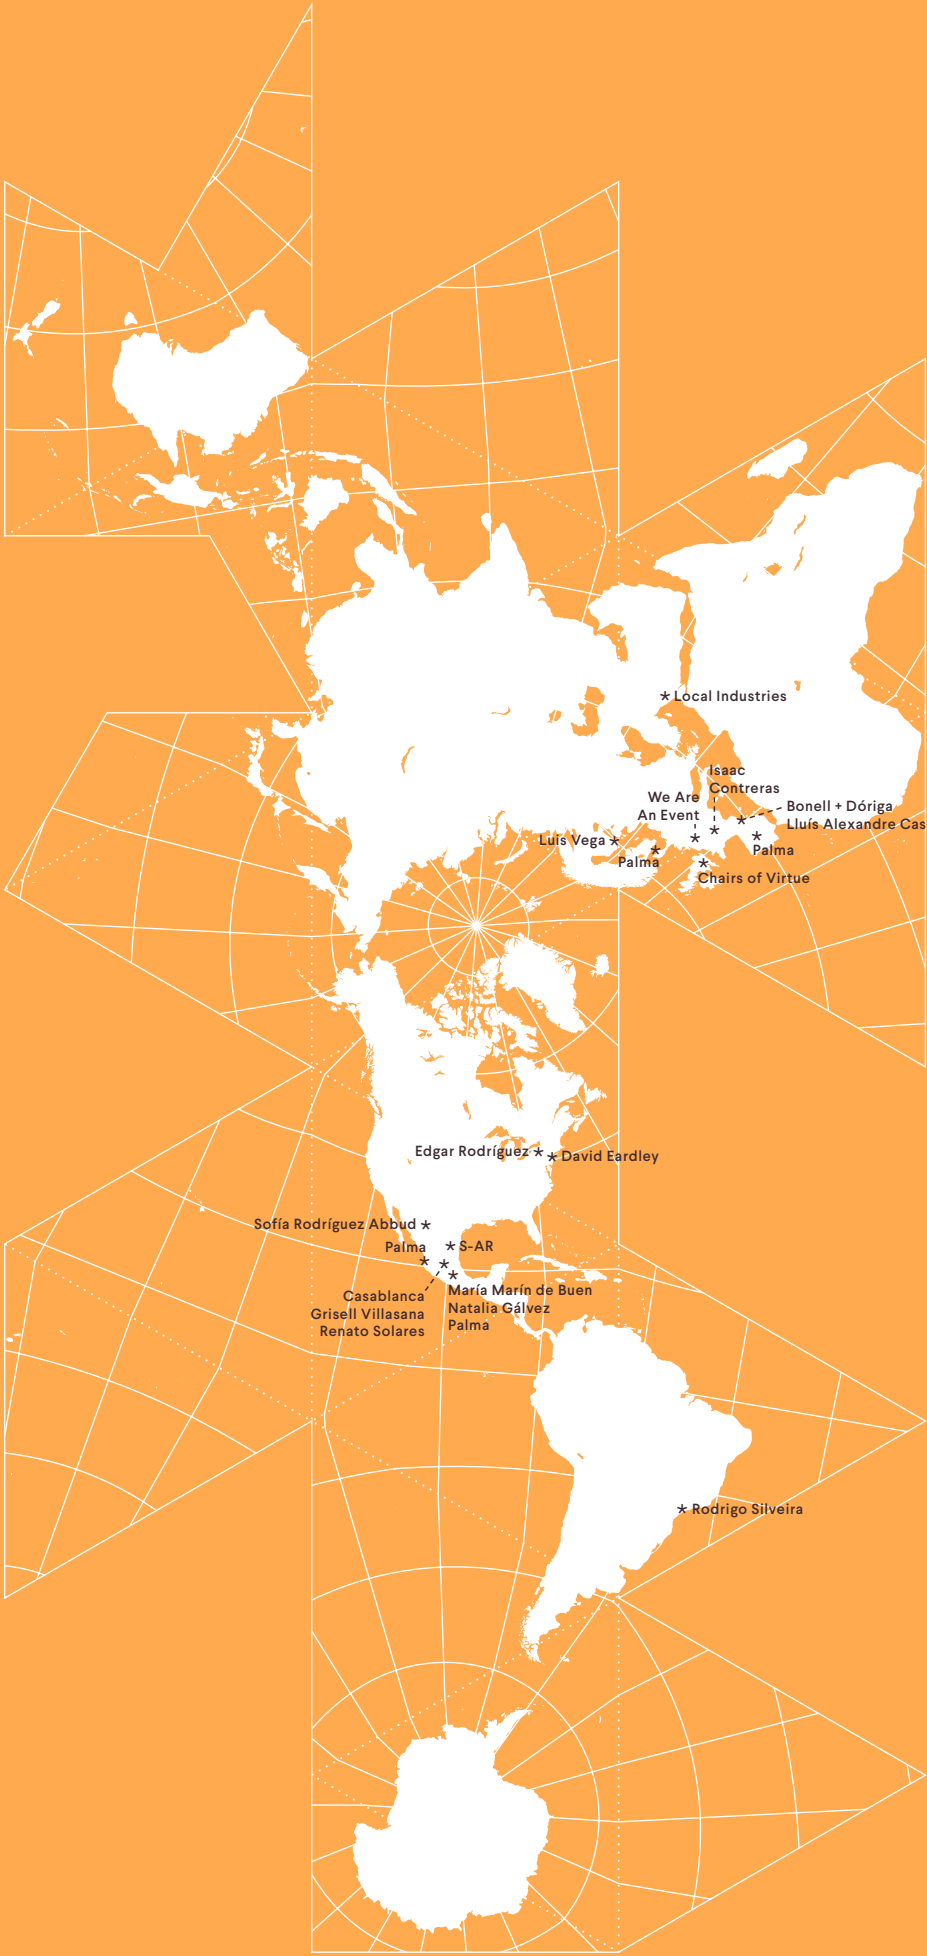 Local Industries
Isaac
Contreras
We Are
An Event
Bonell + Dóriga
Lluís Alexandre Cas
Luis Vega
Palma
Palma
Chairs of Virtue
Edgar Rodríguez
David Eardley
Sofía Rodríguez Abbud
Palma
S-AR
Casablanca
Grisell Villasana
Renato Solares
María Marín de Buen
Natalia Gálvez
Palma
Rodrigo Silveira